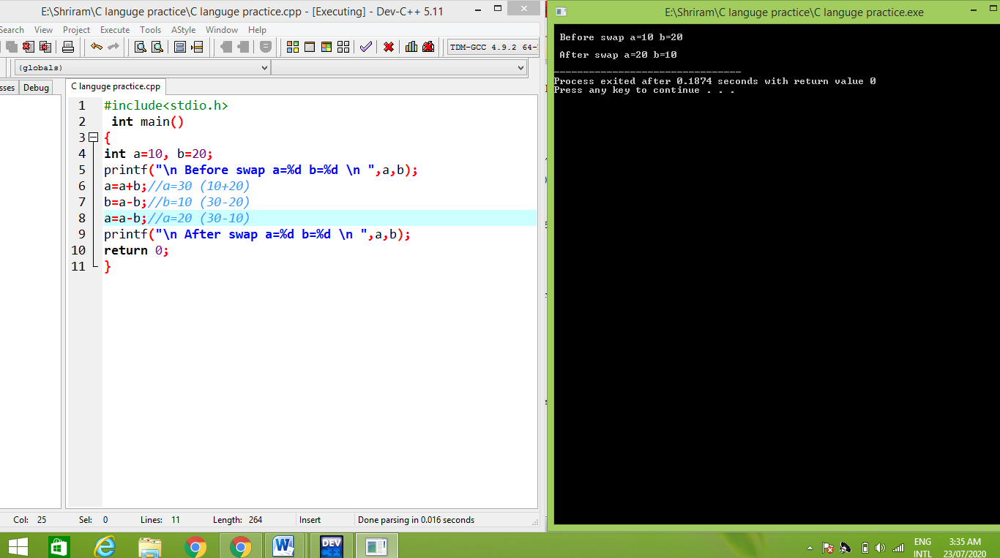 E:\Shriram\C languge practice\C languge practice.cpp - [Executing] - Dev-C++ 5.11
Search View Project Execute Tools AStyle Window Help
TDM-GCC 4.9.2 64-
(globals)
sses Debug
C languge practice.cpp
1 #include<stdio.h>
2 int main()
3 {
4 int a=10, b=20;
5 printf("\n Before swap a=%d b=%d \n ",a,b);
6 a=a+b;//a=30 (10+20)
7 b=a-b;//b=10 (30-20)
8 a=a-b;//a=20 (30-10)
9 printf("\n After swap a=%d b=%d \n ",a,b);
10 return 0;
11 }
Col: 25 Sel: 0 Lines: 11 Length: 264 Insert Done parsing in 0.016 seconds
E:\Shriram\C languge practice\C languge practice.exe
Before swap a=10 b=20
After swap a=20 b=10
--------------------------------
Process exited after 0.1874 seconds with return value 0
Press any key to continue . . .
DEV
ENG
INTL
3:35 AM
23/07/2020